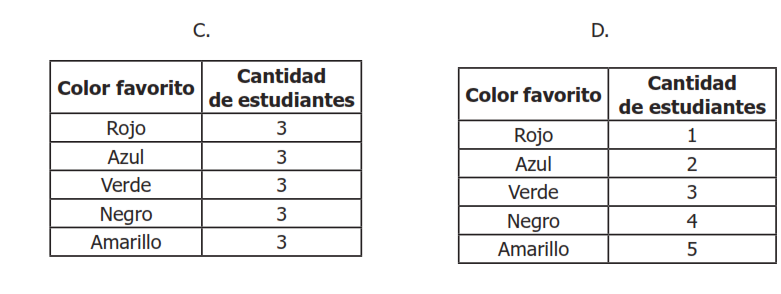 C.
Color favorito Cantidad
de estudiantes
Rojo 3
Azul 3
Verde 3
Negro 3
Amarillo 3
D.
Color favorito Cantidad
de estudiantes
Rojo 1
Azul 2
Verde 3
Negro 4
Amarillo 5